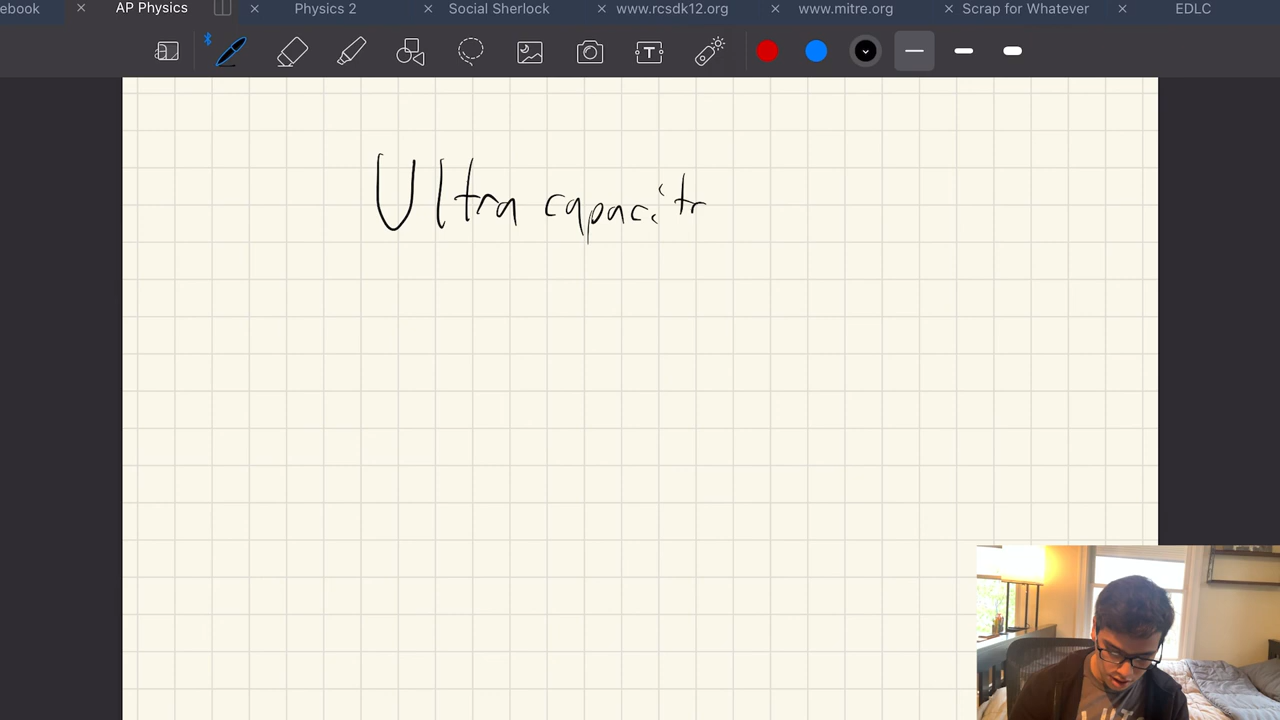 ebook AP Physics Physics 2 Social Sherlock www.rcsdk12.org www.mitre.org Scrap for Whatever EDLC
T
Ultra capacitr